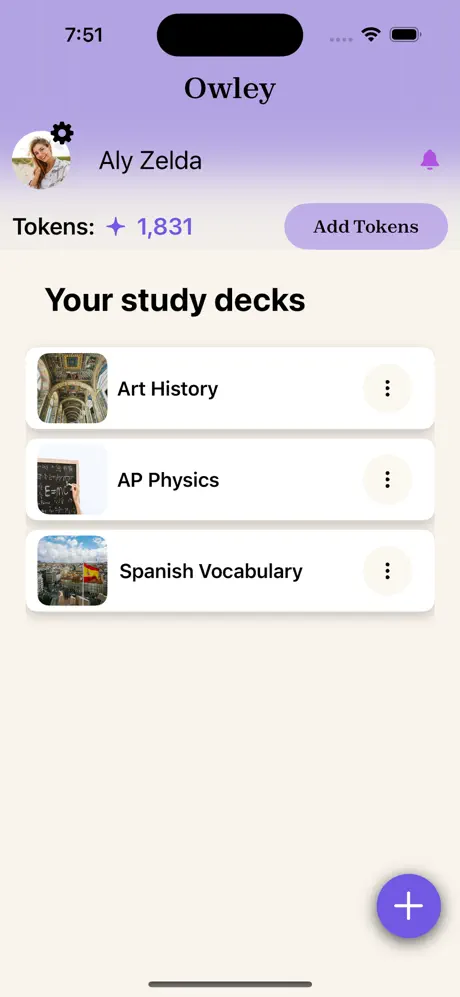 7:51
Owley
Aly Zelda
Tokens: 1,831
Add Tokens
Your study decks
Art History
AP Physics
E=mc²
Spanish Vocabulary